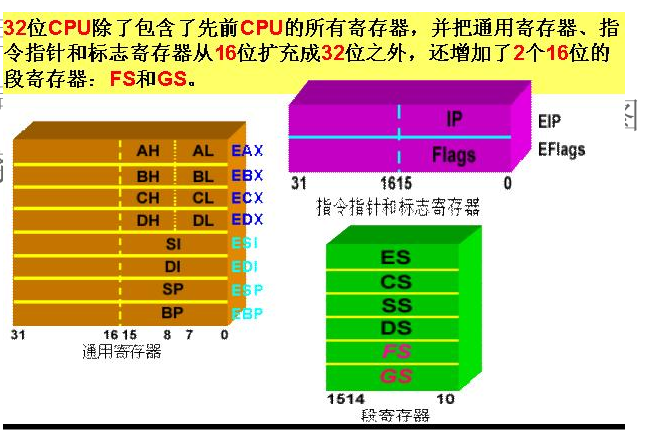 32位CPU除了包含了先前CPU的所有寄存器，并把通用寄存器、指
令指针和标志寄存器从16位扩充成32位之外，还增加了2个16位的
段寄存器：FS和GS。
IP EIP
Flags EFlags
31 1615 0
指令指针和标志寄存器
AH AL EAX
BH BL EBX
CH CL ECX
DH DL EDX
SI ESI
DI EDI
SP ESP
BP EBP
31 16 15 8 7 0
通用寄存器
ES
CS
SS
DS
FS
GS
1514 10
段寄存器